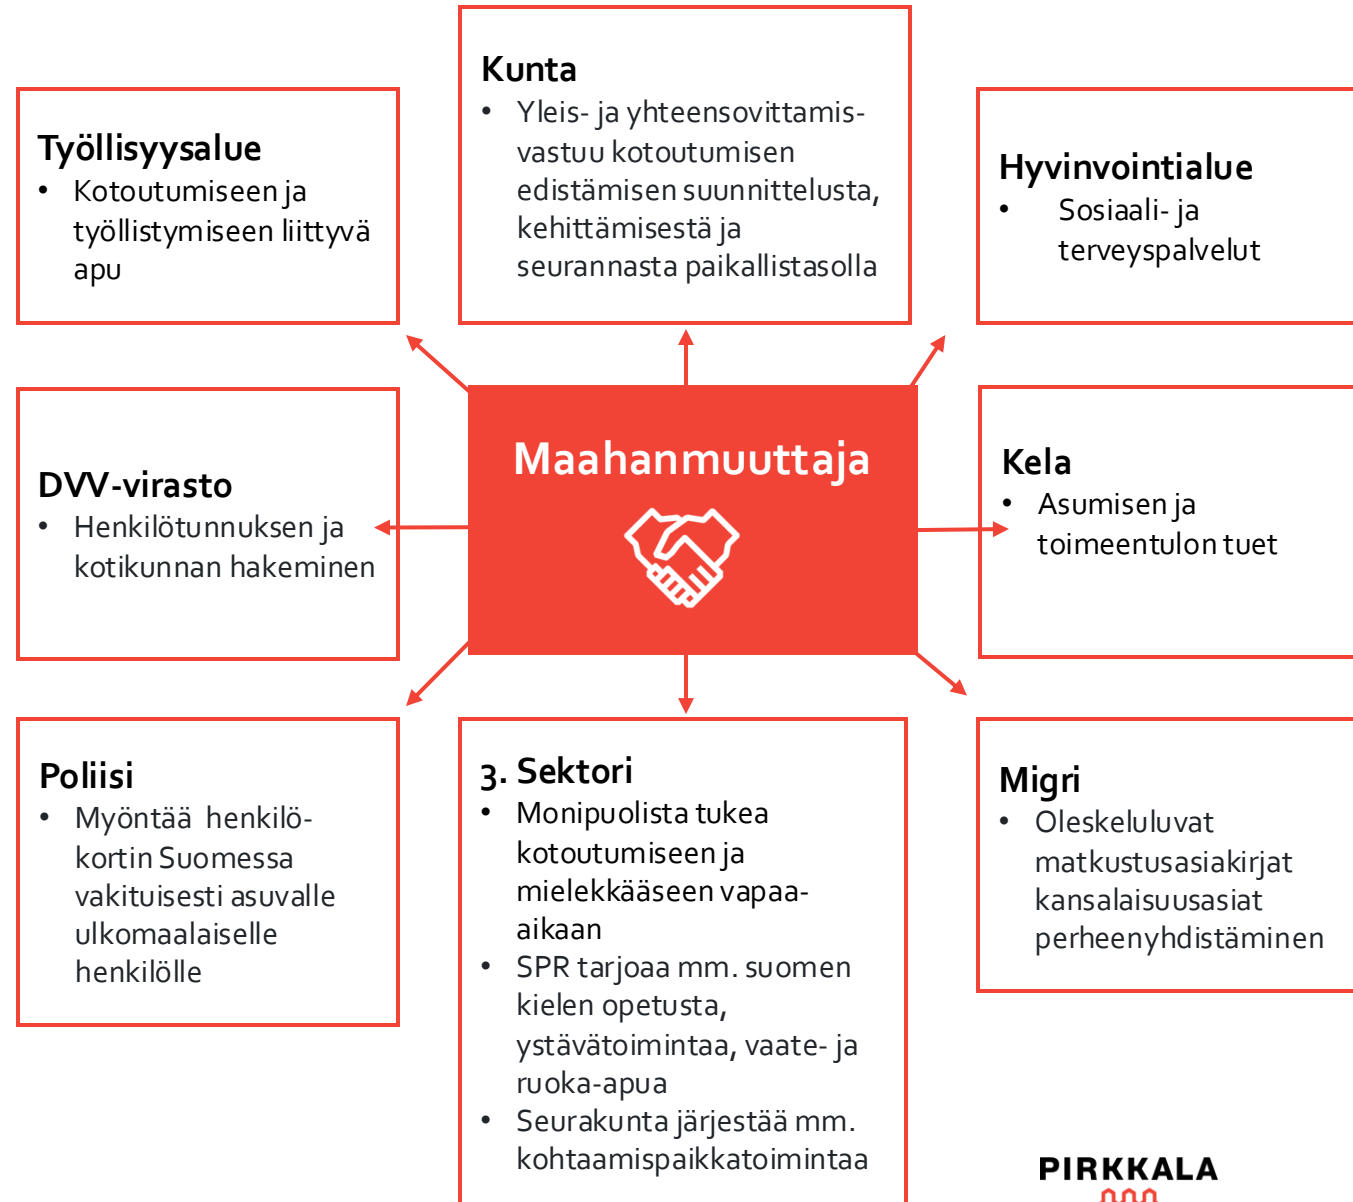 Kunta
• Yleis- ja yhteensovittamis-
vastuu kotoutumisen
edistämisen suunnittelusta,
kehittämisestä ja
seurannasta paikallistasolla
Työllisyysalue
• Kotoutumiseen ja
työllistymiseen liittyvä
apu
Hyvinvointialue
• Sosiaali- ja
terveyspalvelut
DVV-virasto
• Henkilötunnuksen ja
kotikunnan hakeminen
Maahanmuuttaja
Kela
• Asumisen ja
toimeentulon tuet
Poliisi
• Myöntää henkilö-
kortin Suomessa
vakituisesti asuvalle
ulkomaalaiselle
henkilölle
3. Sektori
• Monipuolista tukea
kotoutumiseen ja
mielekkääseen vapaa-
aikaan
• SPR tarjoaa mm. suomen
kielen opetusta,
ystävätoimintaa, vaate- ja
ruoka-apua
• Seurakunta järjestää mm.
kohtaamispaikkatoimintaa
Migri
• Oleskeluluvat
matkustusasiakirjat
kansalaisuusasiat
perheenyhdistäminen
PIRKKALA